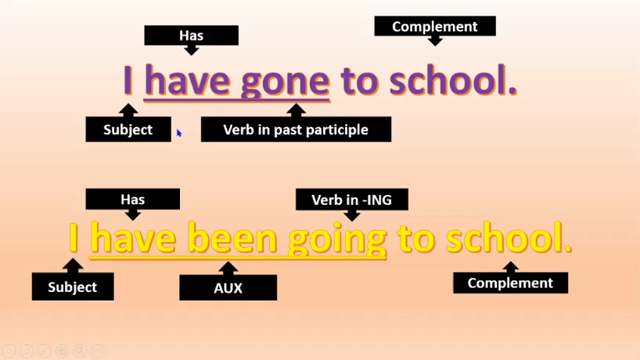 Has
Complement
I have gone to school.
Subject
Verb in past participle
Has
Verb in -ING
I have been going to school.
Subject
AUX
Complement